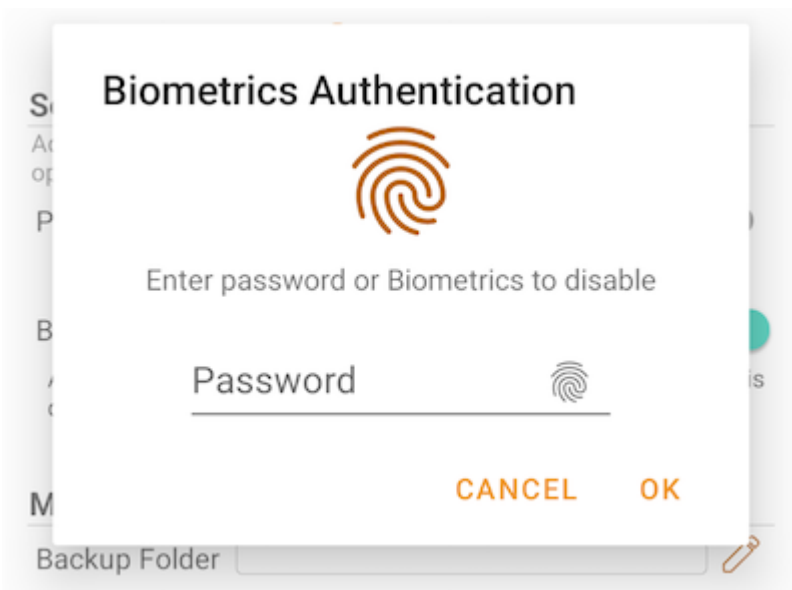 Biometrics Authentication
Enter password or Biometrics to disable
Password
CANCEL OK
Backup Folder